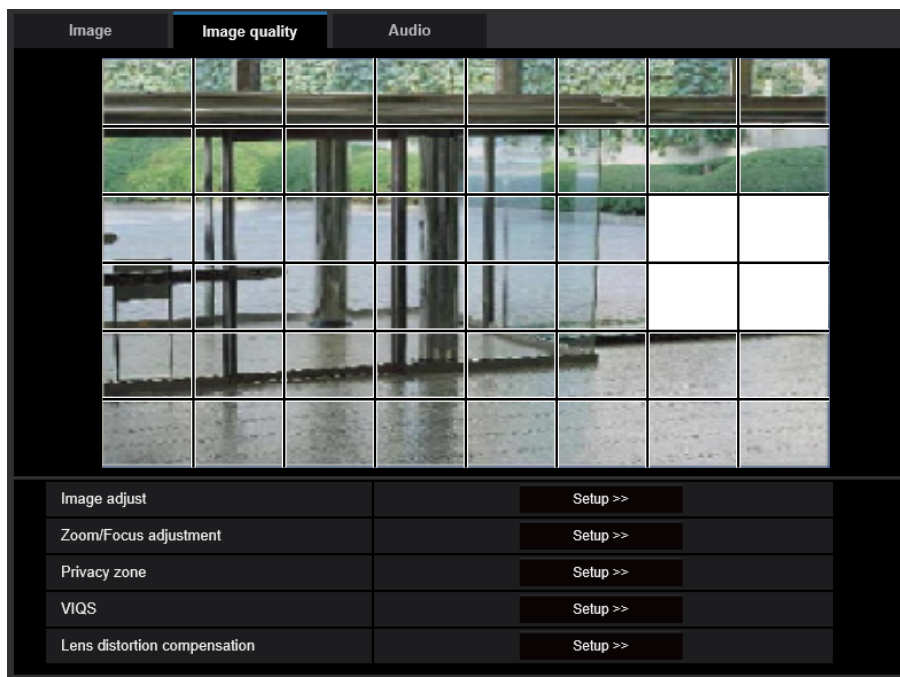 Image Image quality Audio
Image adjust Setup >>
Zoom/Focus adjustment Setup >>
Privacy zone Setup >>
VIQS Setup >>
Lens distortion compensation Setup >>